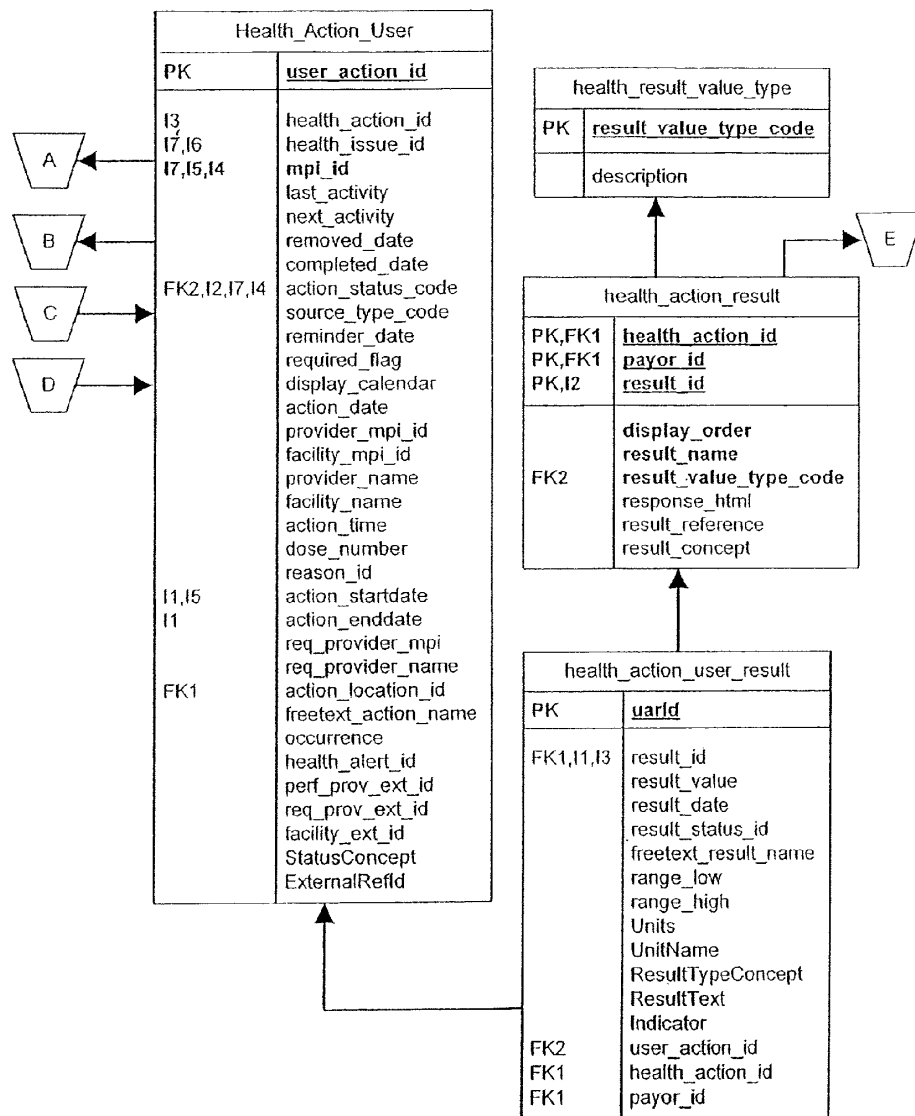 Health_Action_User
PK user_action_id
I3, health_action_id
I7,I6 health_issue_id
I7,I5,I4 mpi_id
last_activity
next_activity
removed_date
completed_date
FK2,I2,I7,I4 action_status_code
source_type_code
reminder_date
required_flag
display_calendar
action_date
provider_mpi_id
facility_mpi_id
provider_name
facility_name
action_time
dose_number
reason_id
I1,I5 action_startdate
I1 action_enddate
req_provider_mpi
req_provider_name
FK1 action_location_id
freetext_action_name
occurrence
health_alert_id
perf_prov_ext_id
req_prov_ext_id
facility_ext_id
StatusConcept
ExternalRefId
A
B
C
D
health_result_value_type
PK result_value_type_code
description
E
health_action_result
PK,FK1 health_action_id
PK,FK1 payor_id
PK,I2 result_id
display_order
result_name
FK2 result_value_type_code
response_html
result_reference
result_concept
health_action_user_result
PK uarId
FK1,I1,I3 result_id
result_value
result_date
result_status_id
freetext_result_name
range_low
range_high
Units
UnitName
ResultTypeConcept
ResultText
Indicator
FK2 user_action_id
FK1 health_action_id
FK1 payor_id